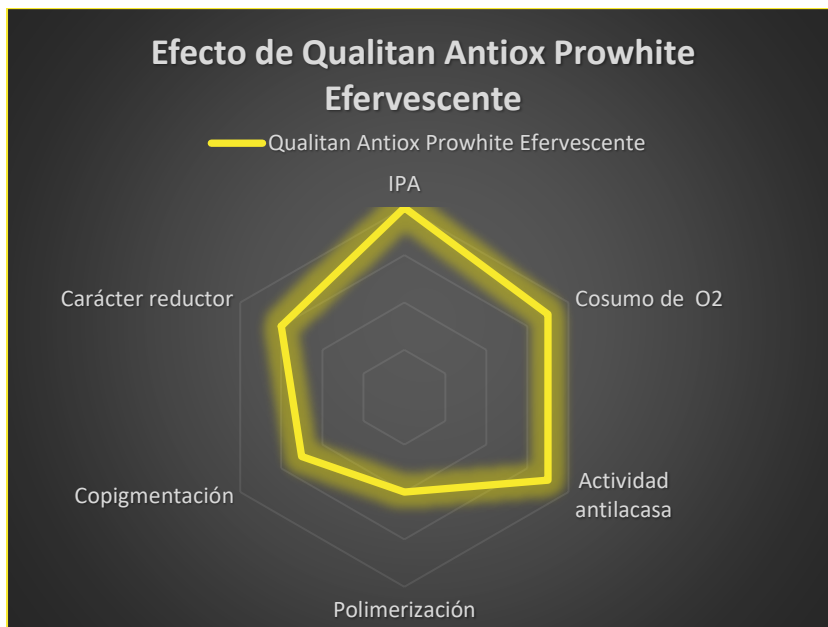 Efecto de Qualitan Antiox Prowhite
Efervescente
Qualitan Antiox Prowhite Efervescente
IPA
Carácter reductor
Cosumo de O2
Copigmentación
Actividad
antilacasa
Polimerización